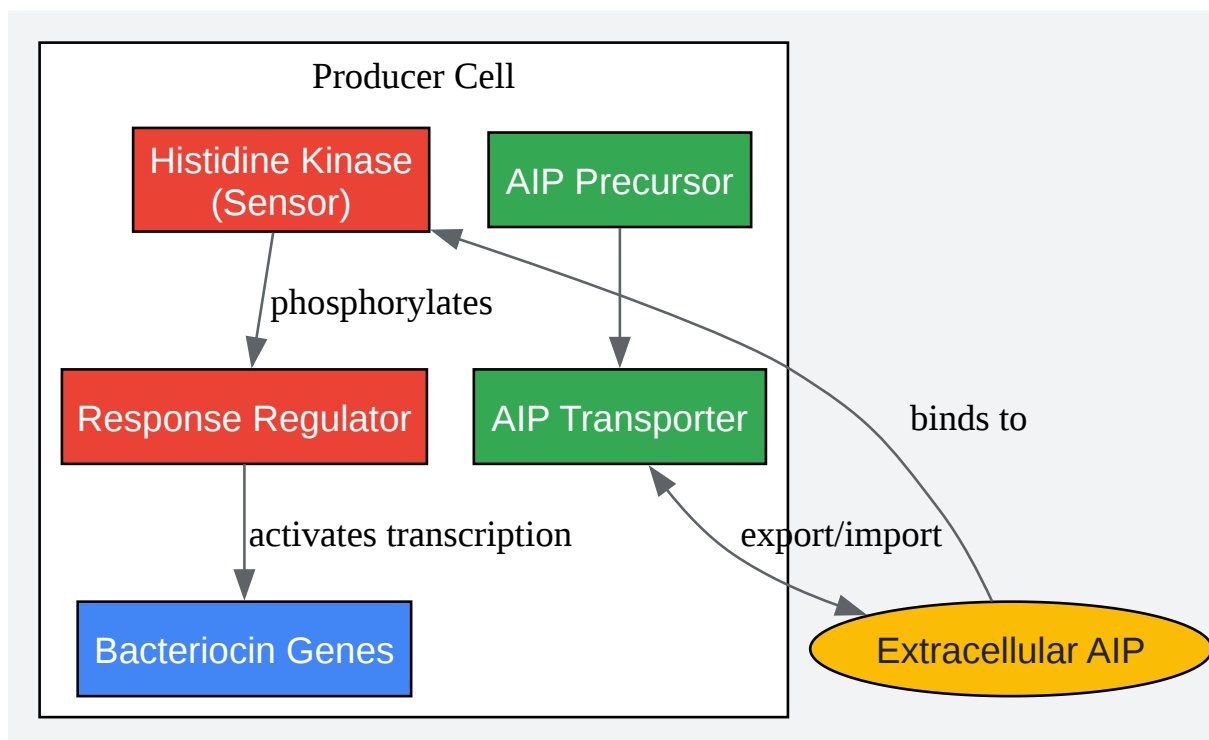 Producer Cell
Histidine Kinase
(Sensor)
AIP Precursor
phosphorylates
Response Regulator
AIP Transporter
binds to
activates transcription
export/import
Bacteriocin Genes
Extracellular AIP